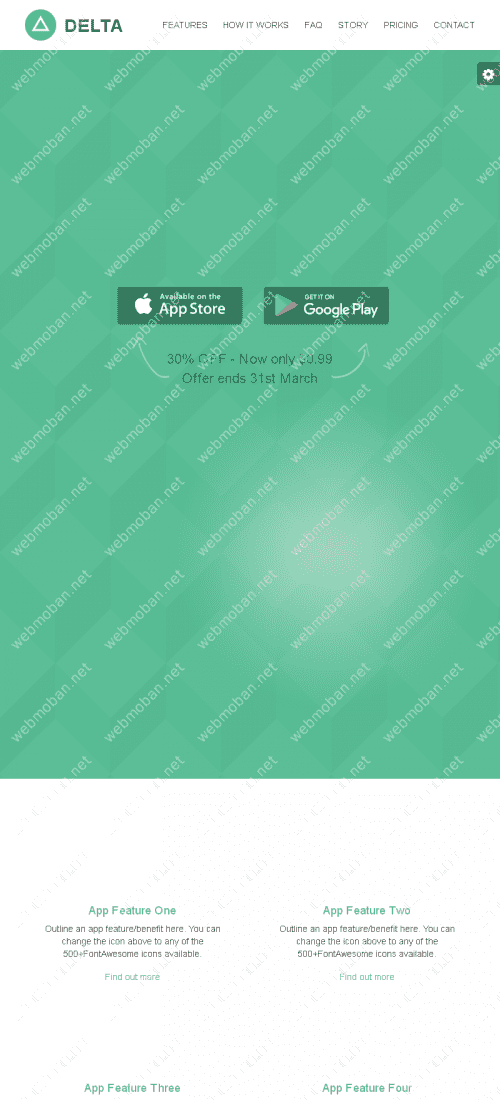 DELTA
FEATURES HOW IT WORKS FAQ STORY PRICING CONTACT
Available on the
App Store
GET IT ON
Google Play
30% OFF - Now only $0.99
Offer ends 31st March
webmoban.net
App Feature One
Outline an app feature/benefit here. You can
change the icon above to any of the
500+FontAwesome icons available.
Find out more
App Feature Two
Outline an app feature/benefit here. You can
change the icon above to any of the
500+FontAwesome icons available.
Find out more
App Feature Three
App Feature Four